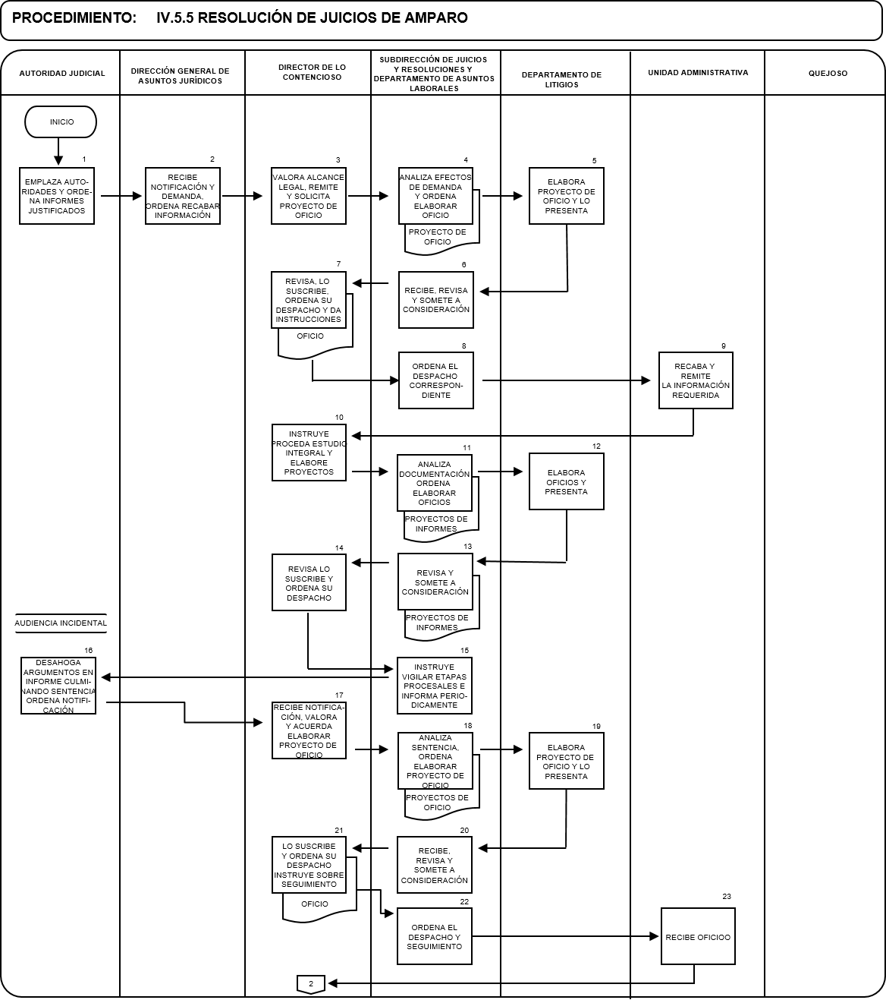 PROCEDIMIENTO: IV.5.5 RESOLUCIÓN DE JUICIOS DE AMPARO
AUTORIDAD JUDICIAL
DIRECCIÓN GENERAL DE
ASUNTOS JURÍDICOS
DIRECTOR DE LO
CONTENCIOSO
SUBDIRECCIÓN DE JUICIOS
Y RESOLUCIONES Y
DEPARTAMENTO DE ASUNTOS
LABORALES
DEPARTAMENTO DE
LITIGIOS
UNIDAD ADMINISTRATIVA
QUEJOSO
INICIO
1
EMPLAZA AUTO-
RIDADES Y ORDE-
NA INFORMES
JUSTIFICADOS
2
RECIBE
NOTIFICACIÓN Y
DEMANDA,
ORDENA RECABAR
INFORMACIÓN
3
VALORA ALCANCE
LEGAL, REMITE
Y SOLICITA
PROYECTO DE
OFICIO
4
ANALIZA EFECTOS
DE DEMANDA
Y ORDENA
ELABORAR
OFICIO
PROYECTO DE
OFICIO
5
ELABORA
PROYECTO DE
OFICIO Y LO
PRESENTA
6
RECIBE, REVISA
Y SOMETE A
CONSIDERACIÓN
7
REVISA, LO
SUSCRIBE,
ORDENA SU
DESPACHO Y DA
INSTRUCCIONES
OFICIO
8
ORDENA EL
DESPACHO
CORRESPON-
DIENTE
9
RECABA Y
REMITE
LA INFORMACIÓN
REQUERIDA
10
INSTRUYE
PROCEDA ESTUDIO
INTEGRAL Y
ELABORE
PROYECTOS
11
ANALIZA
DOCUMENTACIÓN
ORDENA
ELABORAR
OFICIOS
PROYECTOS DE
INFORMES
12
ELABORA
OFICIOS Y
PRESENTA
13
REVISA Y
SOMETE A
CONSIDERACIÓN
PROYECTOS DE
INFORMES
14
REVISA LO
SUSCRIBE Y
ORDENA SU
DESPACHO
AUDIENCIA INCIDENTAL
15
INSTRUYE
VIGILAR ETAPAS
PROCESALES E
INFORMA PERIO-
DICAMENTE
16
DESAHOGA
ARGUMENTOS EN
INFORME CULMI-
NANDO SENTENCIA
ORDENA NOTIFI-
CACIÓN
17
RECIBE NOTIFICA-
CIÓN, VALORA
Y ACUERDA
ELABORAR
PROYECTO DE
OFICIO
18
ANALIZA
SENTENCIA,
ORDENA
ELABORAR
PROYECTO DE
OFICIO
PROYECTOS DE
OFICIO
19
ELABORA
PROYECTO DE
OFICIO Y LO
PRESENTA
20
RECIBE,
REVISA Y
SOMETE A
CONSIDERACIÓN
21
LO SUSCRIBE
Y ORDENA SU
DESPACHO
INSTRUYE SOBRE
SEGUIMIENTO
OFICIO
22
ORDENA EL
DESPACHO Y
SEGUIMIENTO
23
RECIBE OFICIOO
2